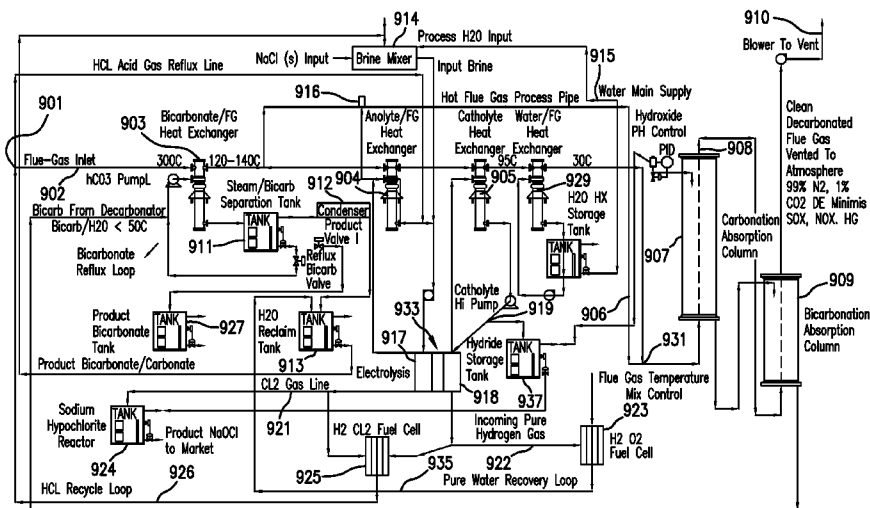 910
914
Process H2O Input
Blower To Vent
NaCl (s) Input
Brine Mixer
915
HCL Acid Gas Reflux Line
Input Brine
Water Main Supply
901
903
916
Hot Flue Gas Process Pipe
Bicarbonate/FG
Heat Exchanger
Anolyte/FG
Heat
Exchanger
Catholyte
Heat
Exchanger
Water/FG
Heat
Exchanger
Hydroxide
PH Control
PID
908
Clean
Decarbonated
Flue Gas
Vented To
Atmosphere
99% N2, 1%
CO2 DE Minimis
SOX, NOX. HG
Flue-Gas Inlet
300C
120-140C
95C
30C
902
hCO3 PumpL
912
904
905
929
Steam/Bicarb
Separation Tank
Condenser
Bicarb From Decarbonator
Bicarb/H2O < 50C
TANK
911
Product
Valve I
H2O HX
Storage
Tank
TANK
Carbonation
Absorption
Column
907
Bicarbonate
Reflux Loop
Reflux Bicarb
Valve
Catholyte
Hi Pump
919
906
909
TANK
927
Product
Bicarbonate
Tank
H2O
Reclaim
Tank
TANK
913
933
917
931
Bicarbonation
Absorption
Column
Product Bicarbonate/Carbonate
Electrolysis
Hydride
Storage
Tank
TANK
937
918
CL2 Gas Line
921
Flue Gas Temperature
Mix Control
Sodium
Hypochlorite
Reactor
TANK
924
Product NaOCl
to Market
H2 CL2 Fuel Cell
925
Incoming Pure
Hydrogen Gas
922
923
H2 O2
Fuel Cell
HCL Recycle Loop
926
935
Pure Water Recovery Loop